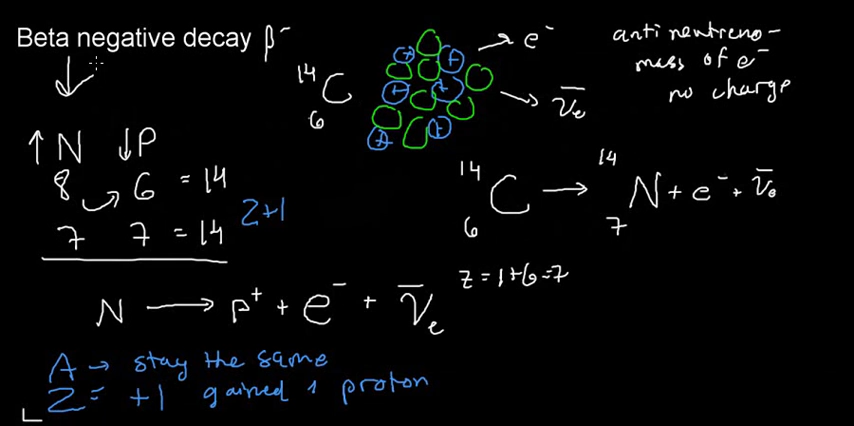 Beta negative decay β⁻
↑N ↓P
8 6 = 14
7 7 = 14
Z+1
N → P⁺ + e⁻ + ν̄ₑ
A → stay the same
Z = +1 gained 1 proton
¹⁴₆C
+ + + + + +
→ e⁻
→ ν̄ₑ
anti neutreno-
mass of e⁻
no charge
¹⁴₆C → ¹⁴₇N + e⁻ + ν̄ₑ
Z = 1+6 = 7